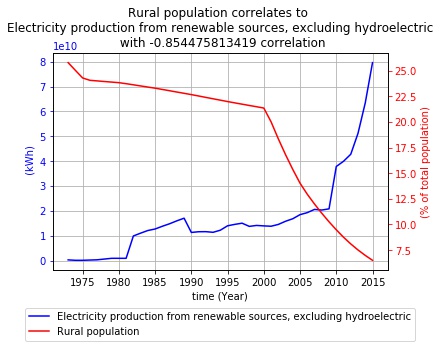 Rural population correlates to
Electricity production from renewable sources, excluding hydroelectric
with -0.854475813419 correlation
1e10
8
7
6
5
4
3
2
1
0
(kWh)
25.0
22.5
20.0
17.5
15.0
12.5
10.0
7.5
(% of total population)
1975 1980 1985 1990 1995 2000 2005 2010 2015
time (Year)
Electricity production from renewable sources, excluding hydroelectric
Rural population